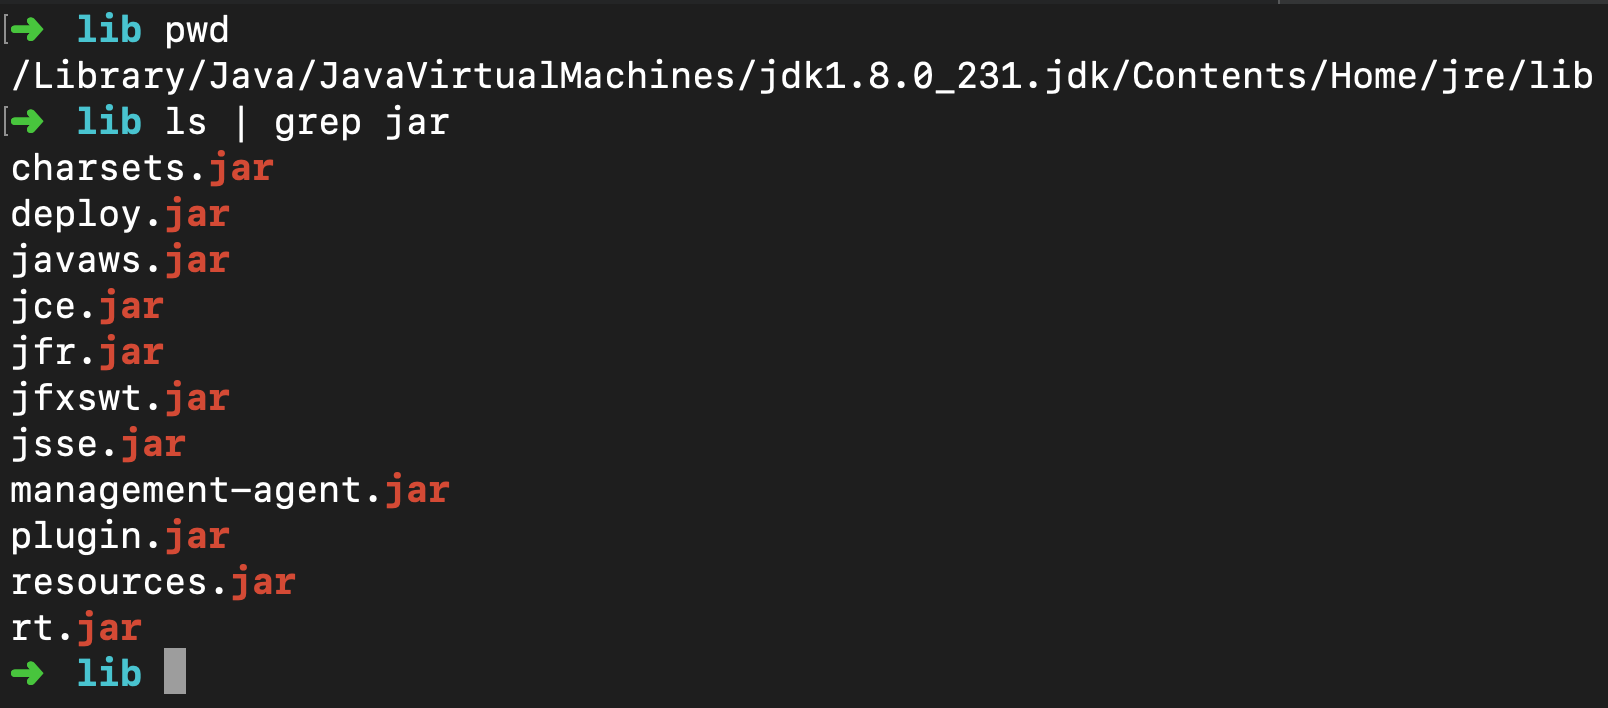 ➜ lib pwd
/Library/Java/JavaVirtualMachines/jdk1.8.0_231.jdk/Contents/Home/jre/lib
➜ lib ls | grep jar
charsets.jar
deploy.jar
javaws.jar
jce.jar
jfr.jar
jfxswt.jar
jsse.jar
management-agent.jar
plugin.jar
resources.jar
rt.jar
➜ lib